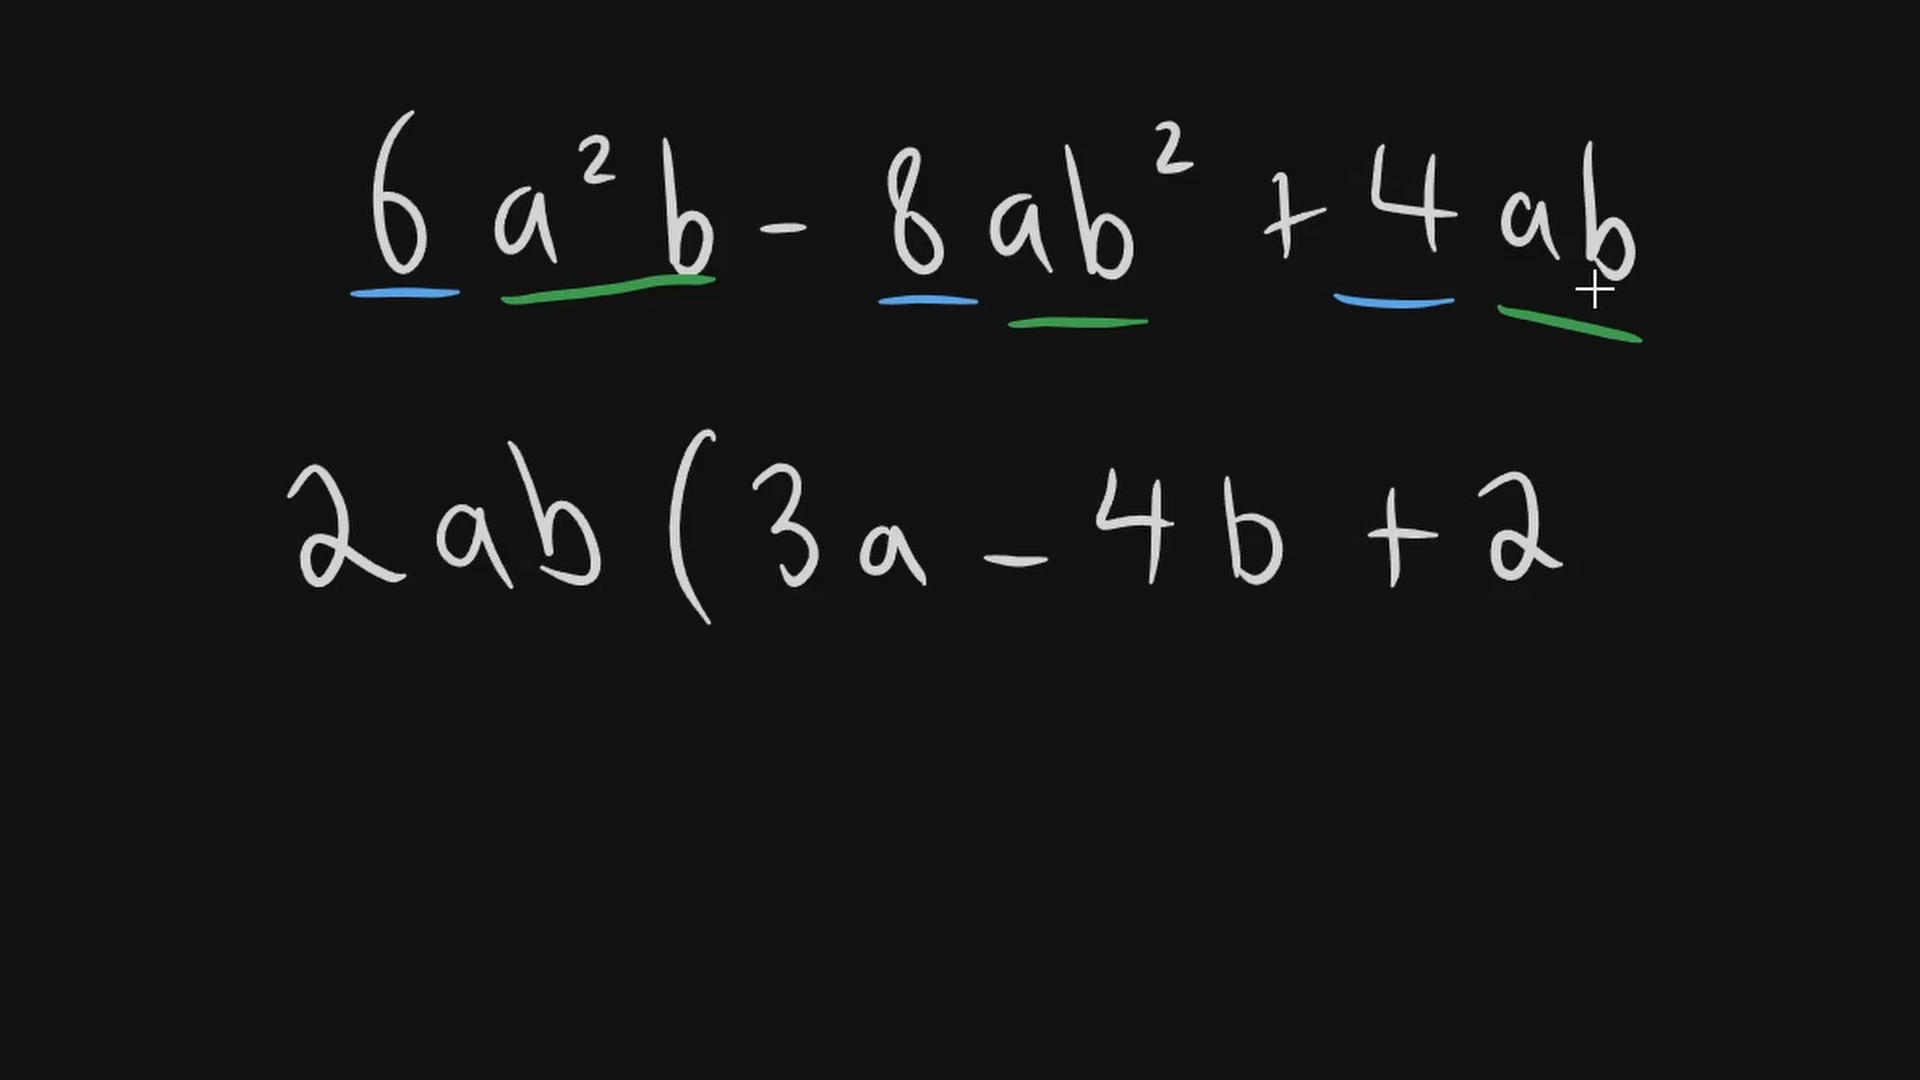 6a²b - 8ab² + 4ab
2ab (3a - 4b + 2